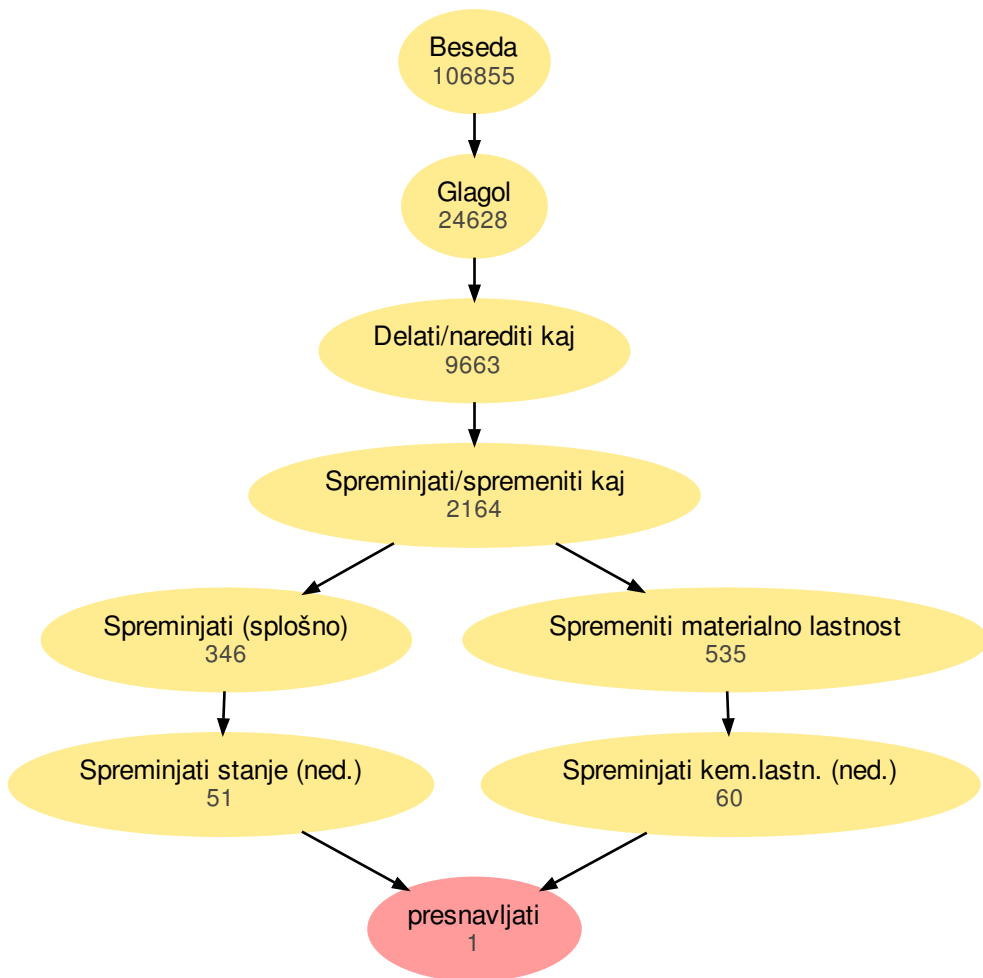 Beseda
106855
Glagol
24628
Delati/narediti kaj
9663
Spreminjati/spremeniti kaj
2164
Spreminjati (splošno)
346
Spremeniti materialno lastnost
535
Spreminjati stanje (ned.)
51
Spreminjati kem.lastn. (ned.)
60
presnavljati
1